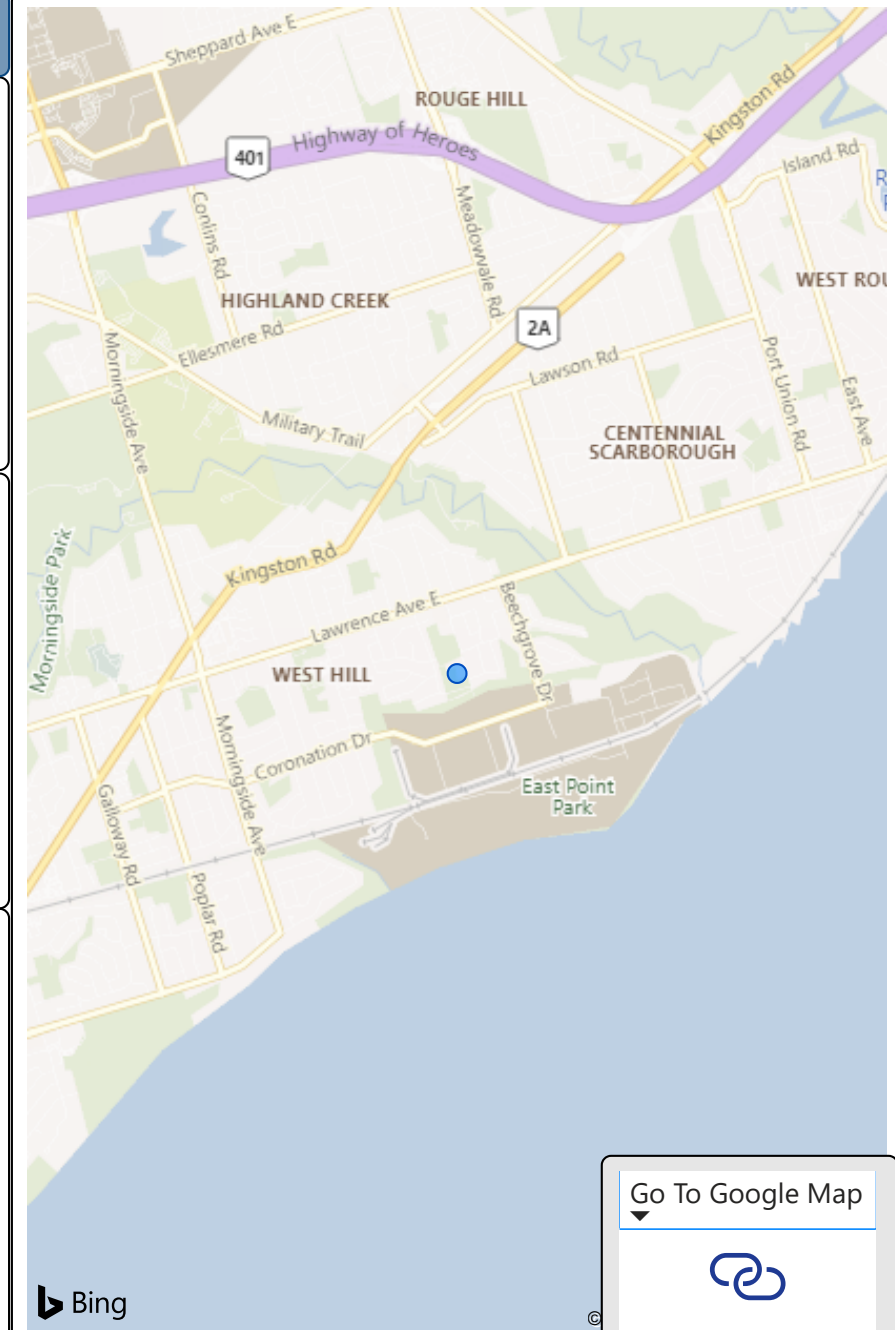 Sheppard Ave E
ROUGE HILL
Kingston Rd
401
Highway of Heroes
Island Rd
Conlins Rd
Meadowvale Rd
HIGHLAND CREEK
2A
Ellesmere Rd
Morningside Ave
Lawson Rd
Port Union Rd
East Ave
Military Trail
CENTENNIAL
SCARBOROUGH
Morningside Park
Kingston Rd
Lawrence Ave E
Beechgrove Dr
WEST HILL
Coronation Dr
Morningside Ave
East Point
Park
Galloway Rd
Poplar Rd
Go To Google Map
Bing
©